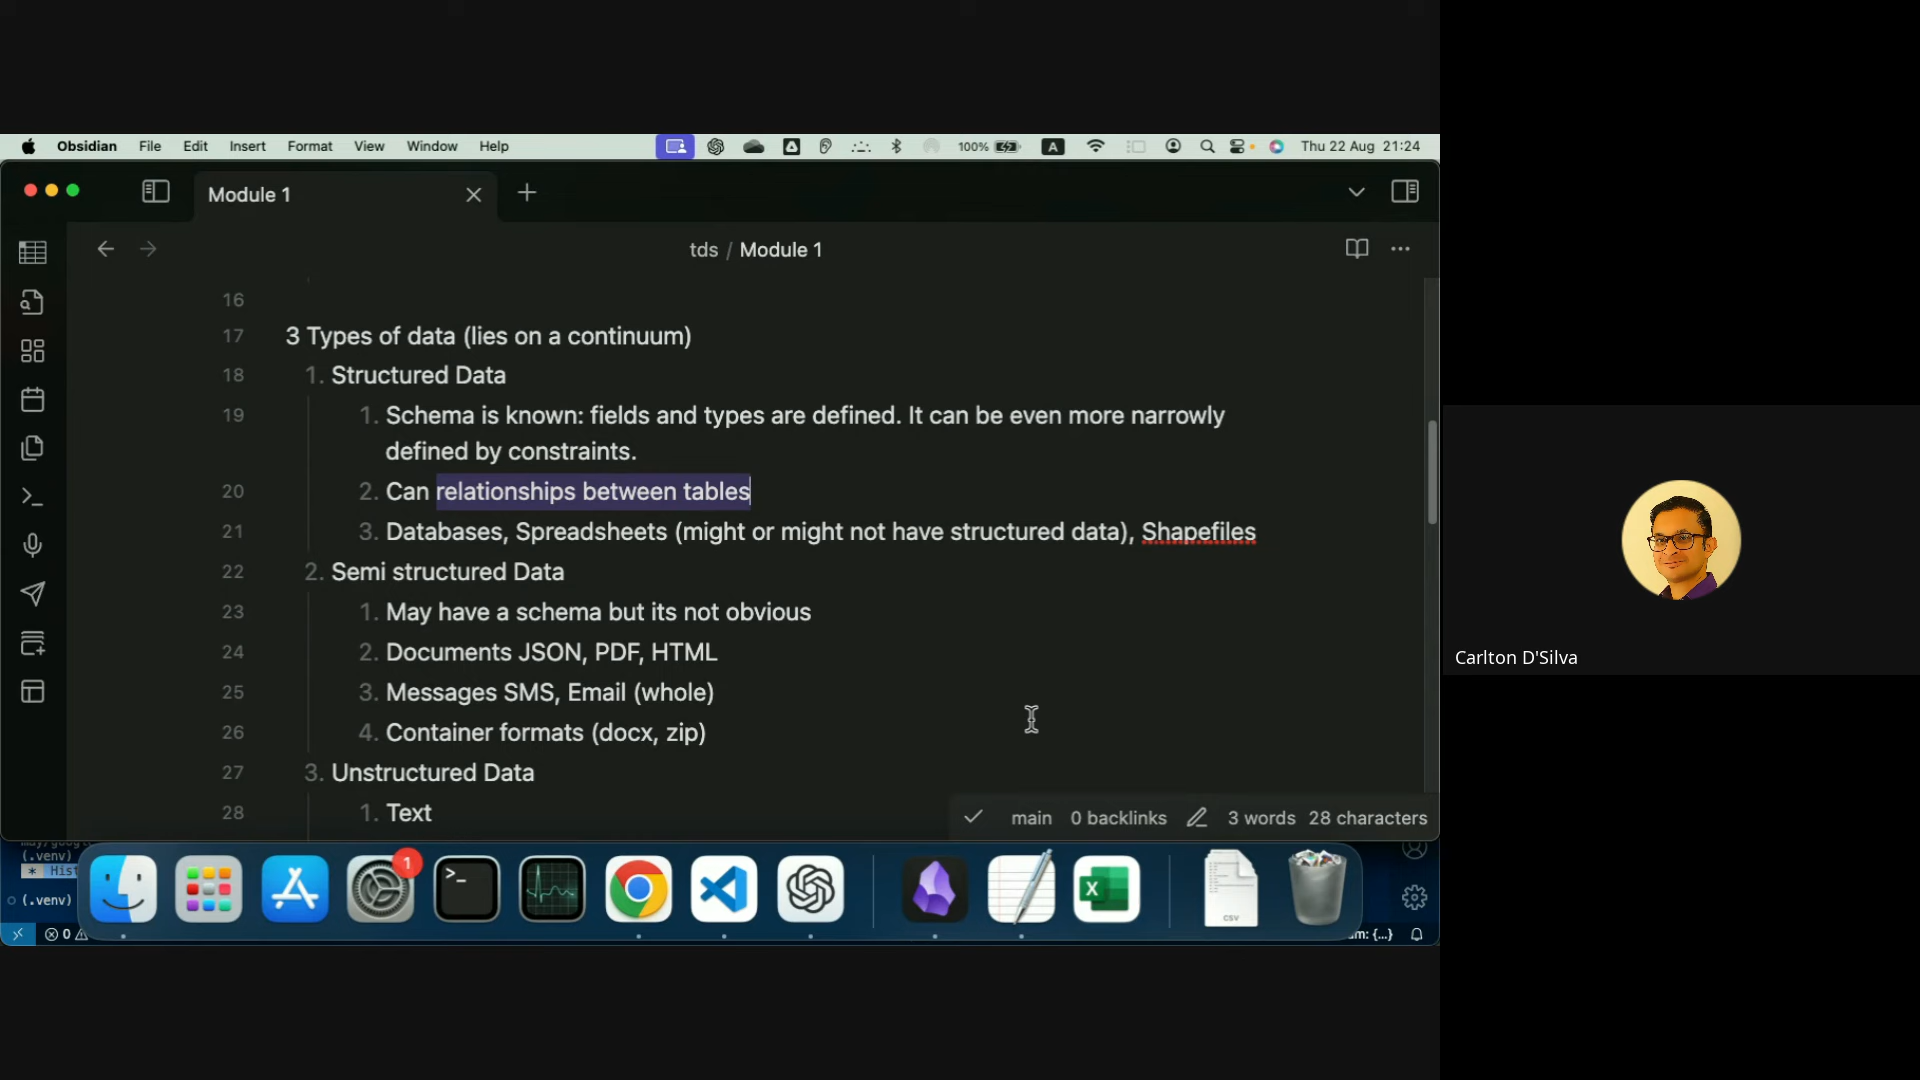 Obsidian File Edit Insert Format View Window Help 100% A Thu 22 Aug 21:24
Module 1
tds / Module 1
16
17 3 Types of data (lies on a continuum)
18 1. Structured Data
19 1. Schema is known: fields and types are defined. It can be even more narrowly
defined by constraints.
20 2. Can relationships between tables
21 3. Databases, Spreadsheets (might or might not have structured data), Shapefiles
22 2. Semi structured Data
23 1. May have a schema but its not obvious
24 2. Documents JSON, PDF, HTML
25 3. Messages SMS, Email (whole)
26 4. Container formats (docx, zip)
27 3. Unstructured Data
28 1. Text
main 0 backlinks 3 words 28 characters
Carlton D'Silva
(.venv)
* Hist
1
(.venv)
CSV
0